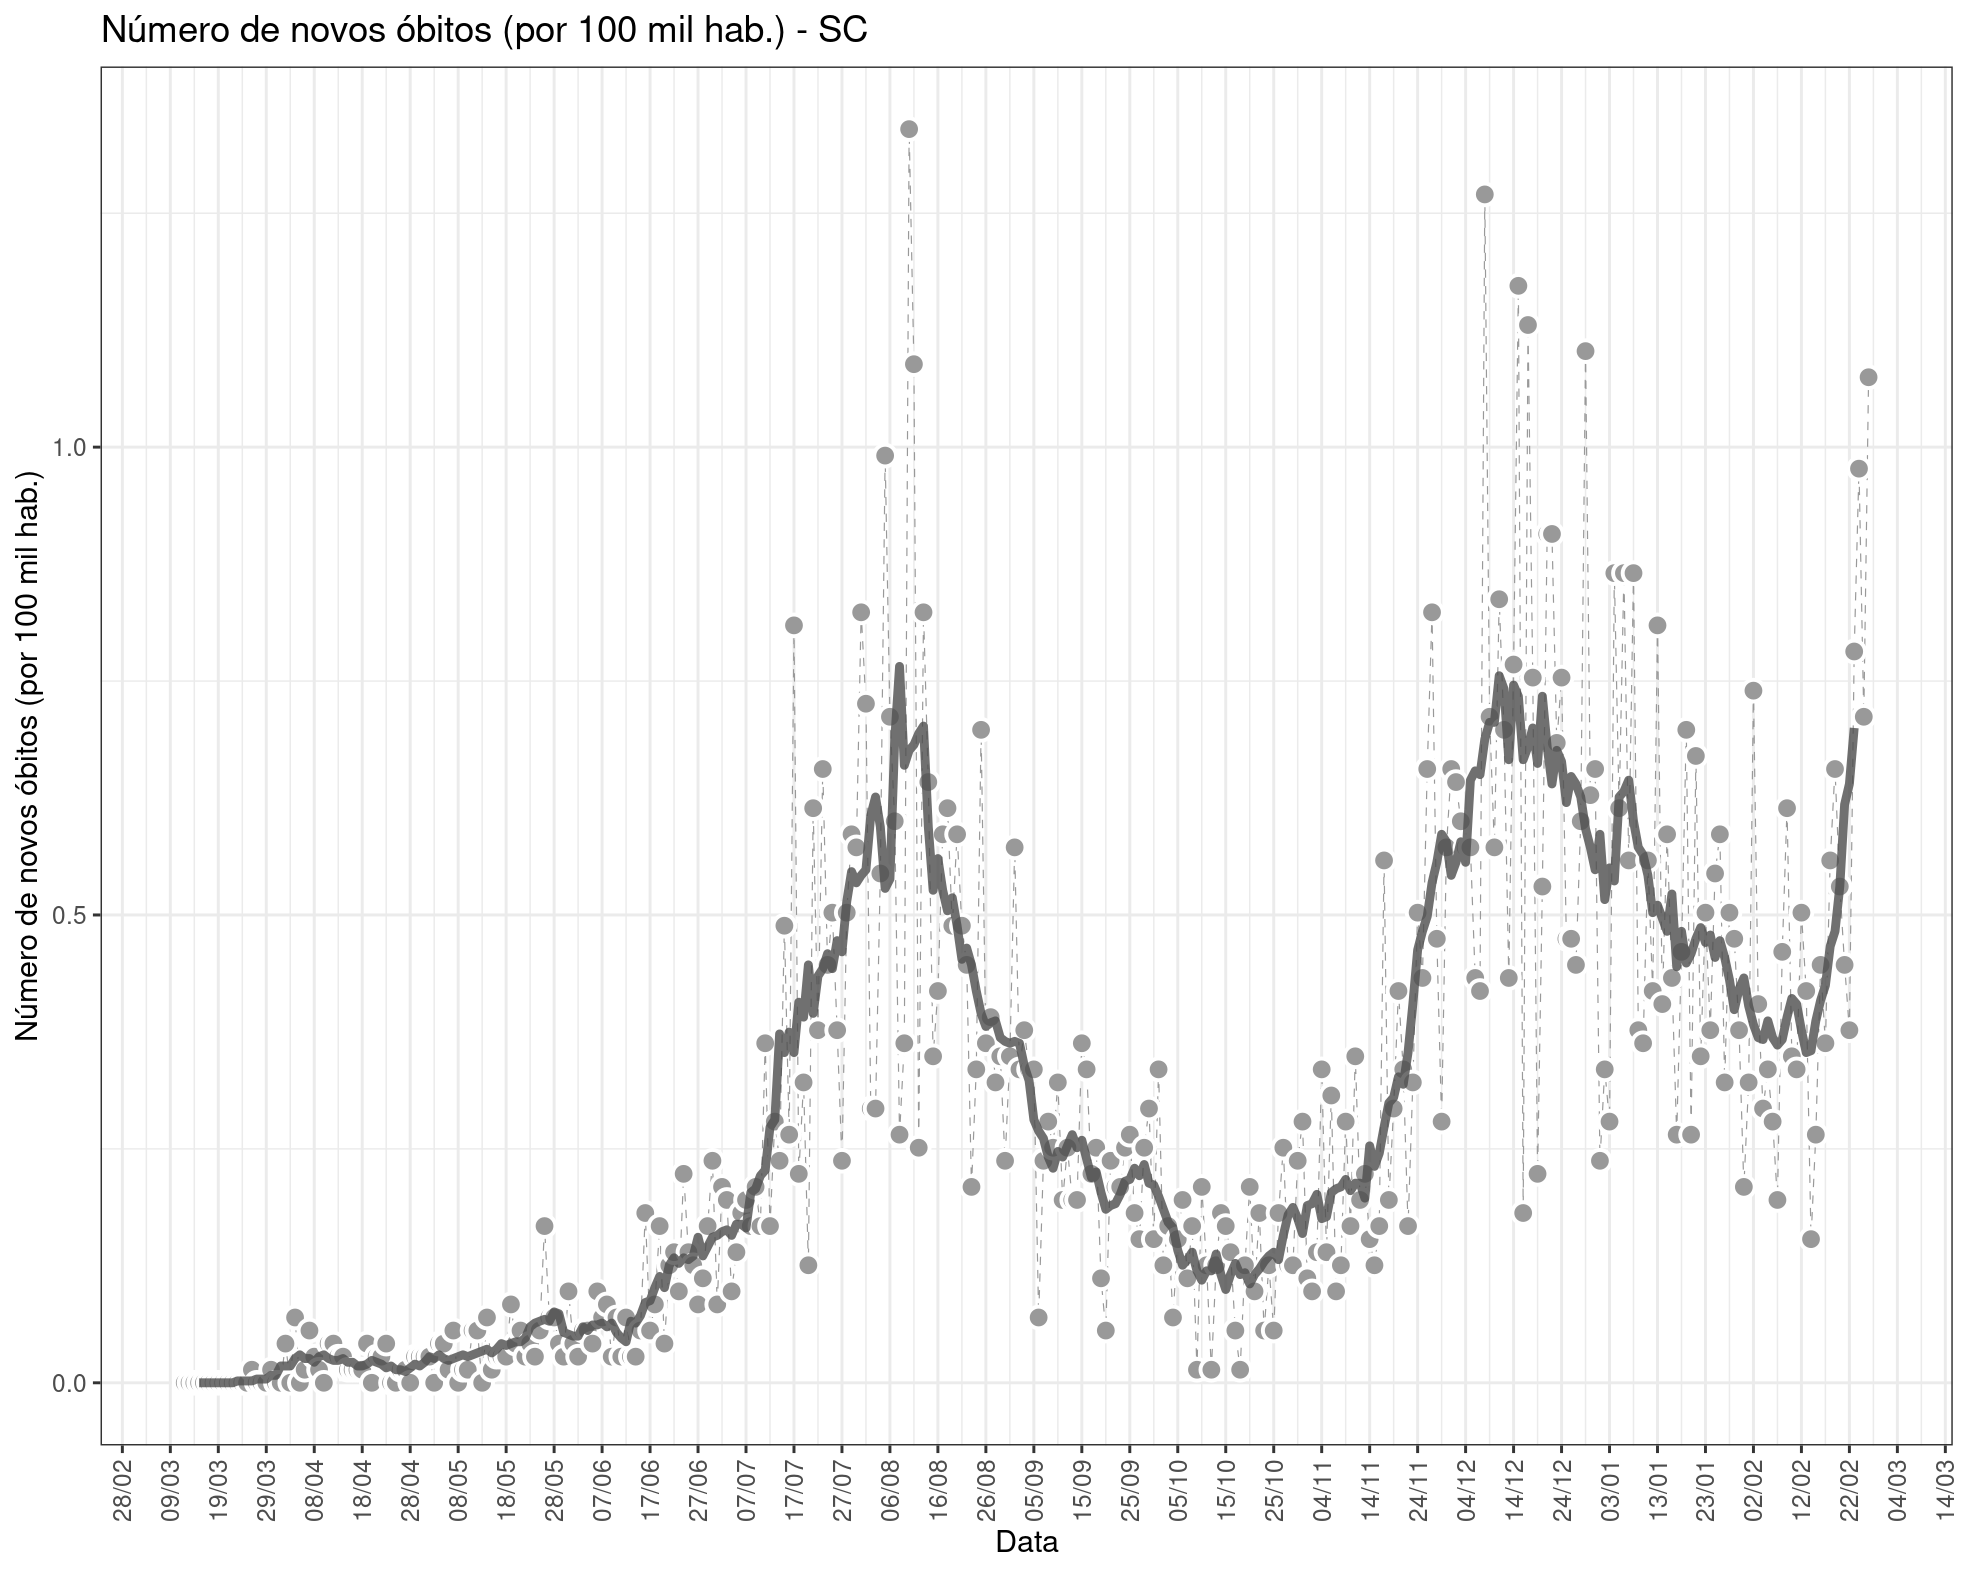 Número de novos óbitos (por 100 mil hab.) - SC
Número de novos óbitos (por 100 mil hab.)
1.0
0.5
0.0
28/02 09/03 19/03 29/03 08/04 18/04 28/04 08/05 18/05 28/05 07/06 17/06 27/06 07/07 17/07 27/07 06/08 16/08 26/08 05/09 15/09 25/09 05/10 15/10 25/10 04/11 14/11 24/11 04/12 14/12 24/12 03/01 13/01 23/01 02/02 12/02 22/02 04/03 14/03
Data